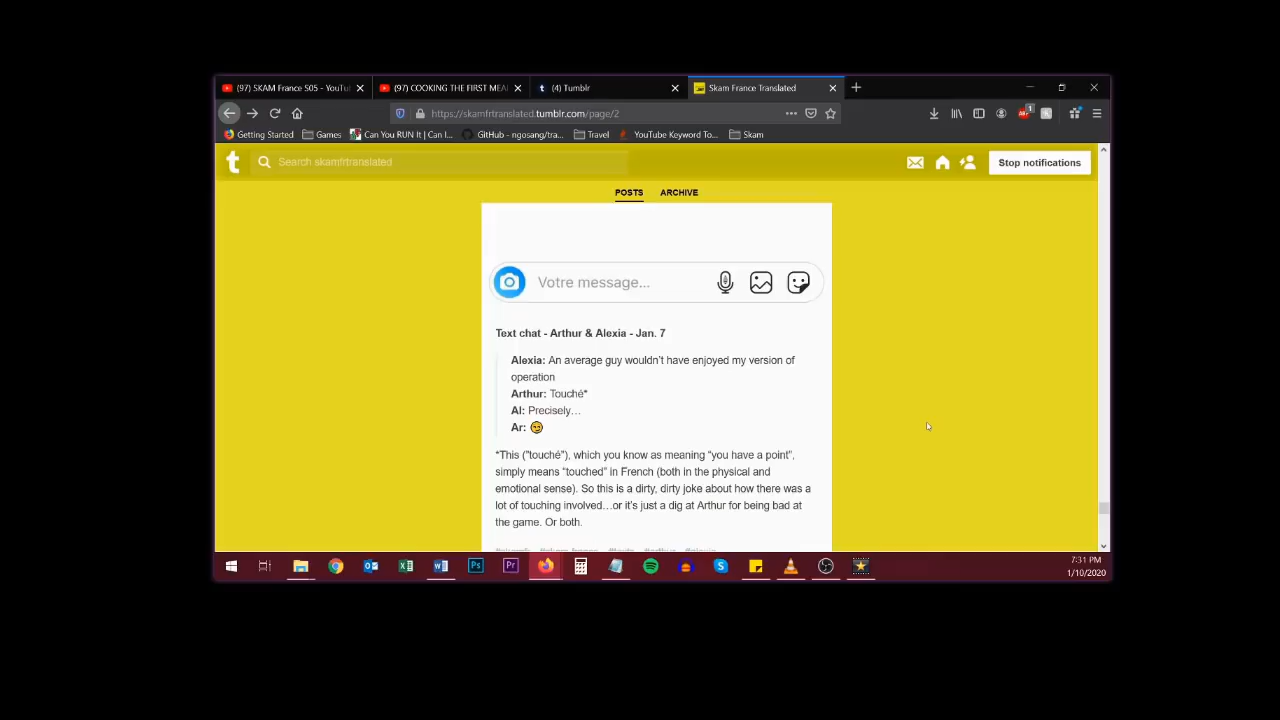 (97) SKAM France S05 - YouTu
(97) COOKING THE FIRST MEA
(4) Tumblr
Skam France Translated
https://skamfrtranslated.tumblr.com/page/2
1
Getting Started
Games
Can You RUN It | Can I...
GitHub - ngosang/tra...
Travel
YouTube Keyword To...
Skam
Search skamfrtranslated
Stop notifications
POSTS
ARCHIVE
Votre message...
Text chat - Arthur & Alexia - Jan. 7
Alexia: An average guy wouldn't have enjoyed my version of
operation
Arthur: Touché*
Al: Precisely…
Ar: 😏
*This ("touché"), which you know as meaning “you have a point”,
simply means “touched” in French (both in the physical and
emotional sense). So this is a dirty, dirty joke about how there was a
lot of touching involved…or it’s just a dig at Arthur for being bad at
the game. Or both.
7:31 PM
1/10/2020